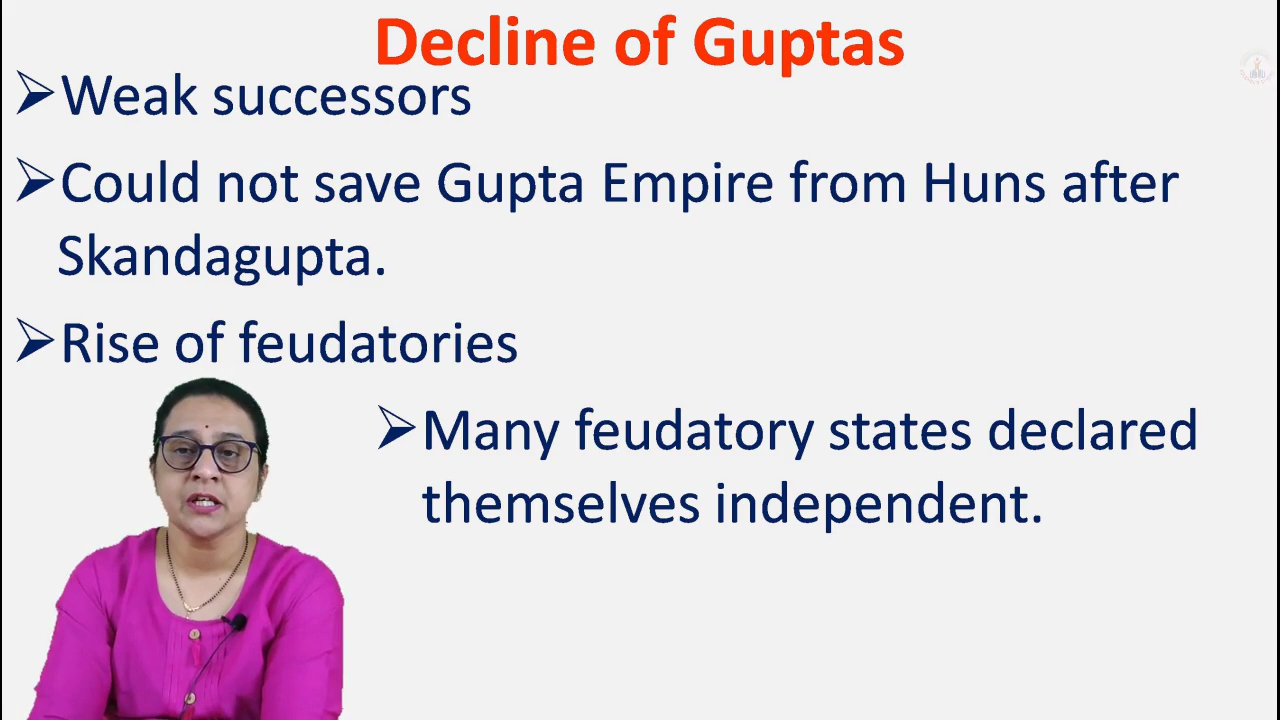 Decline of Guptas
➢Weak successors
➢Could not save Gupta Empire from Huns after
Skandagupta.
➢Rise of feudatories
➢Many feudatory states declared
themselves independent.